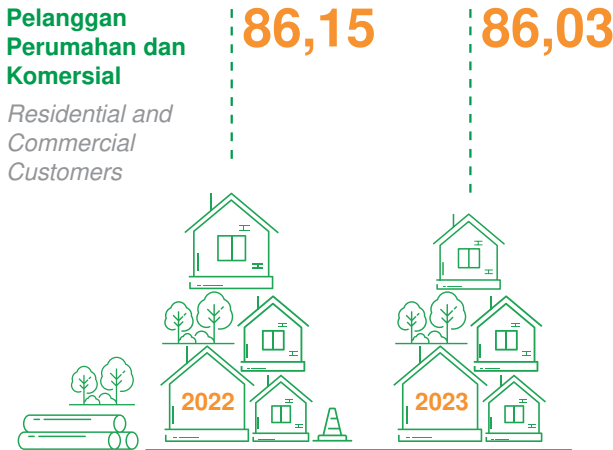 Pelanggan
Perumahan dan
Komersial
Residential and
Commercial
Customers
86,15
86,03
2022
2023